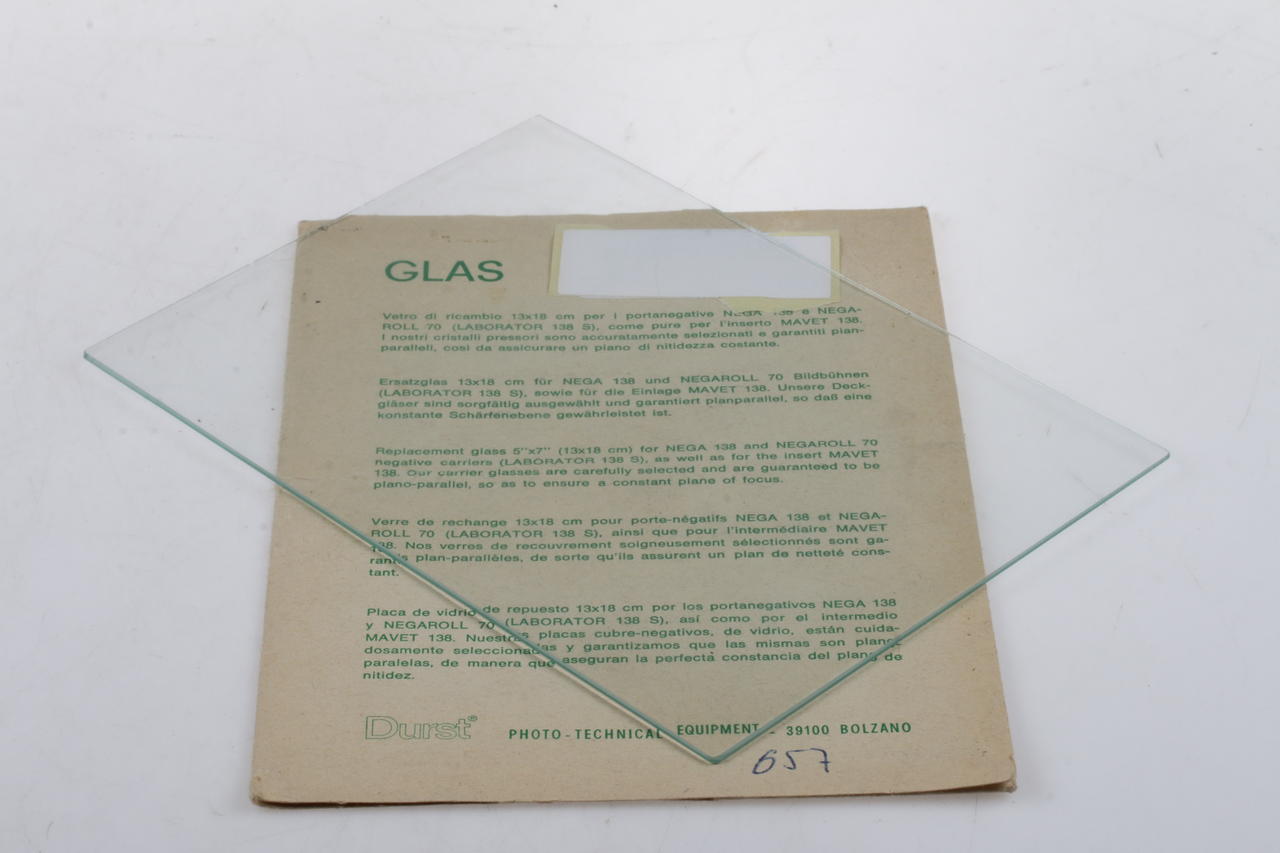 GLAS
Vetro di ricambio 13x18 cm per i portanegative NEGA 138 e NEGA-
ROLL 70 (LABORATOR 138 S), come pure per l'inserto MAVET 138.
I nostri cristalli pressori sono accuratamente selezionati e garantiti plan-
paralleli, così da assicurare un piano di nitidezza costante.
Ersatzglas 13x18 cm für NEGA 138 und NEGAROLL 70 Bildbühnen
(LABORATOR 138 S), sowie für die Einlage MAVET 138. Unsere Deck-
gläser sind sorgfältig ausgewählt und garantiert planparallel, so daß eine
konstante Schärfenebene gewährleistet ist.
Replacement glass 5''x7'' (13x18 cm) for NEGA 138 and NEGAROLL 70
negative carriers (LABORATOR 138 S), as well as for the insert MAVET
138. Our carrier glasses are carefully selected and are guaranteed to be
plano-parallel, so as to ensure a constant plane of focus.
Verre de rechange 13x18 cm pour porte-négatifs NEGA 138 et NEGA-
ROLL 70 (LABORATOR 138 S), ainsi que pour l'intermédiaire MAVET
138. Nos verres de recouvrement soigneusement sélectionnés sont ga-
rantis plan-parallèles, de sorte qu'ils assurent un plan de netteté cons-
tant.
Placa de vidrio de repuesto 13x18 cm por los portanegativos NEGA 138
y NEGAROLL 70 (LABORATOR 138 S), así como por el intermedio
MAVET 138. Nuestras placas cubre-negativos, de vidrio, están cuida-
dosamente seleccionadas y garantizamos que las mismas son plano
paralelas, de manera que aseguran la perfecta constancia del plano de
nitidez.
Durst® PHOTO-TECHNICAL EQUIPMENT - 39100 BOLZANO
657